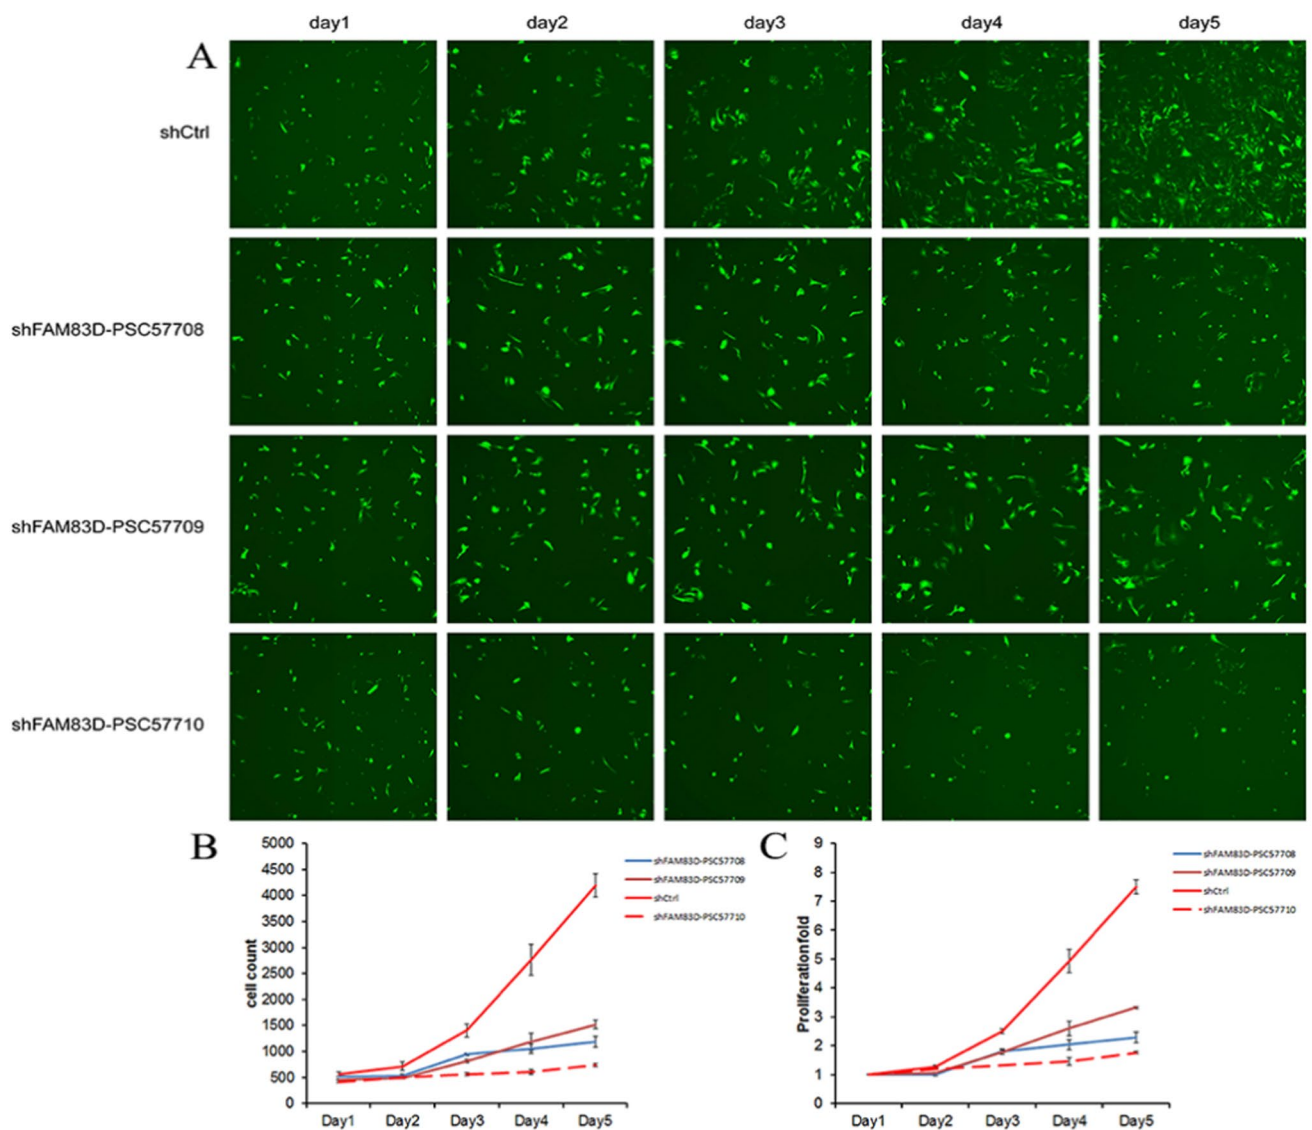 day1 day2 day3 day4 day5
A
shCtrl
shFAM83D-PSC57708
shFAM83D-PSC57709
shFAM83D-PSC57710
B
5000
4500
4000
3500
3000
2500
2000
1500
1000
500
0
cell count
Day1 Day2 Day3 Day4 Day5
shFAM83D-PSC57708
shFAM83D-PSC57709
shCtrl
shFAM83D-PSC57710
C
9
8
7
6
5
4
3
2
1
0
Proliferationfold
Day1 Day2 Day3 Day4 Day5
shFAM83D-PSC57708
shFAM83D-PSC57709
shCtrl
shFAM83D-PSC57710